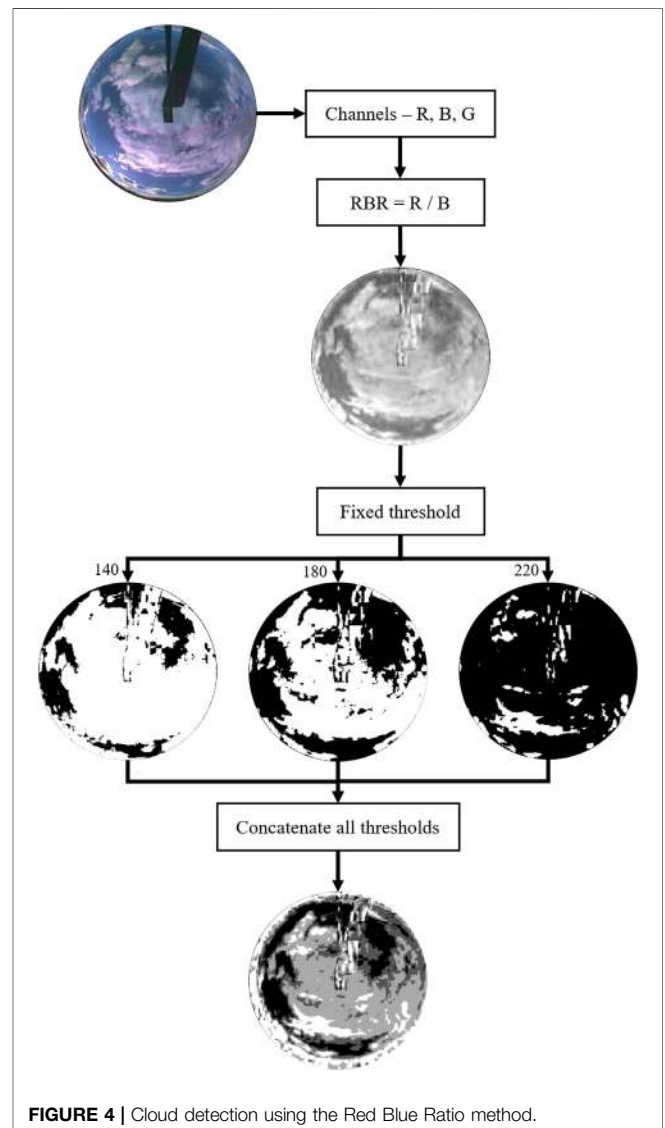 Channels – R, B, G
RBR = R / B
Fixed threshold
140
180
220
Concatenate all thresholds
FIGURE 4 | Cloud detection using the Red Blue Ratio method.